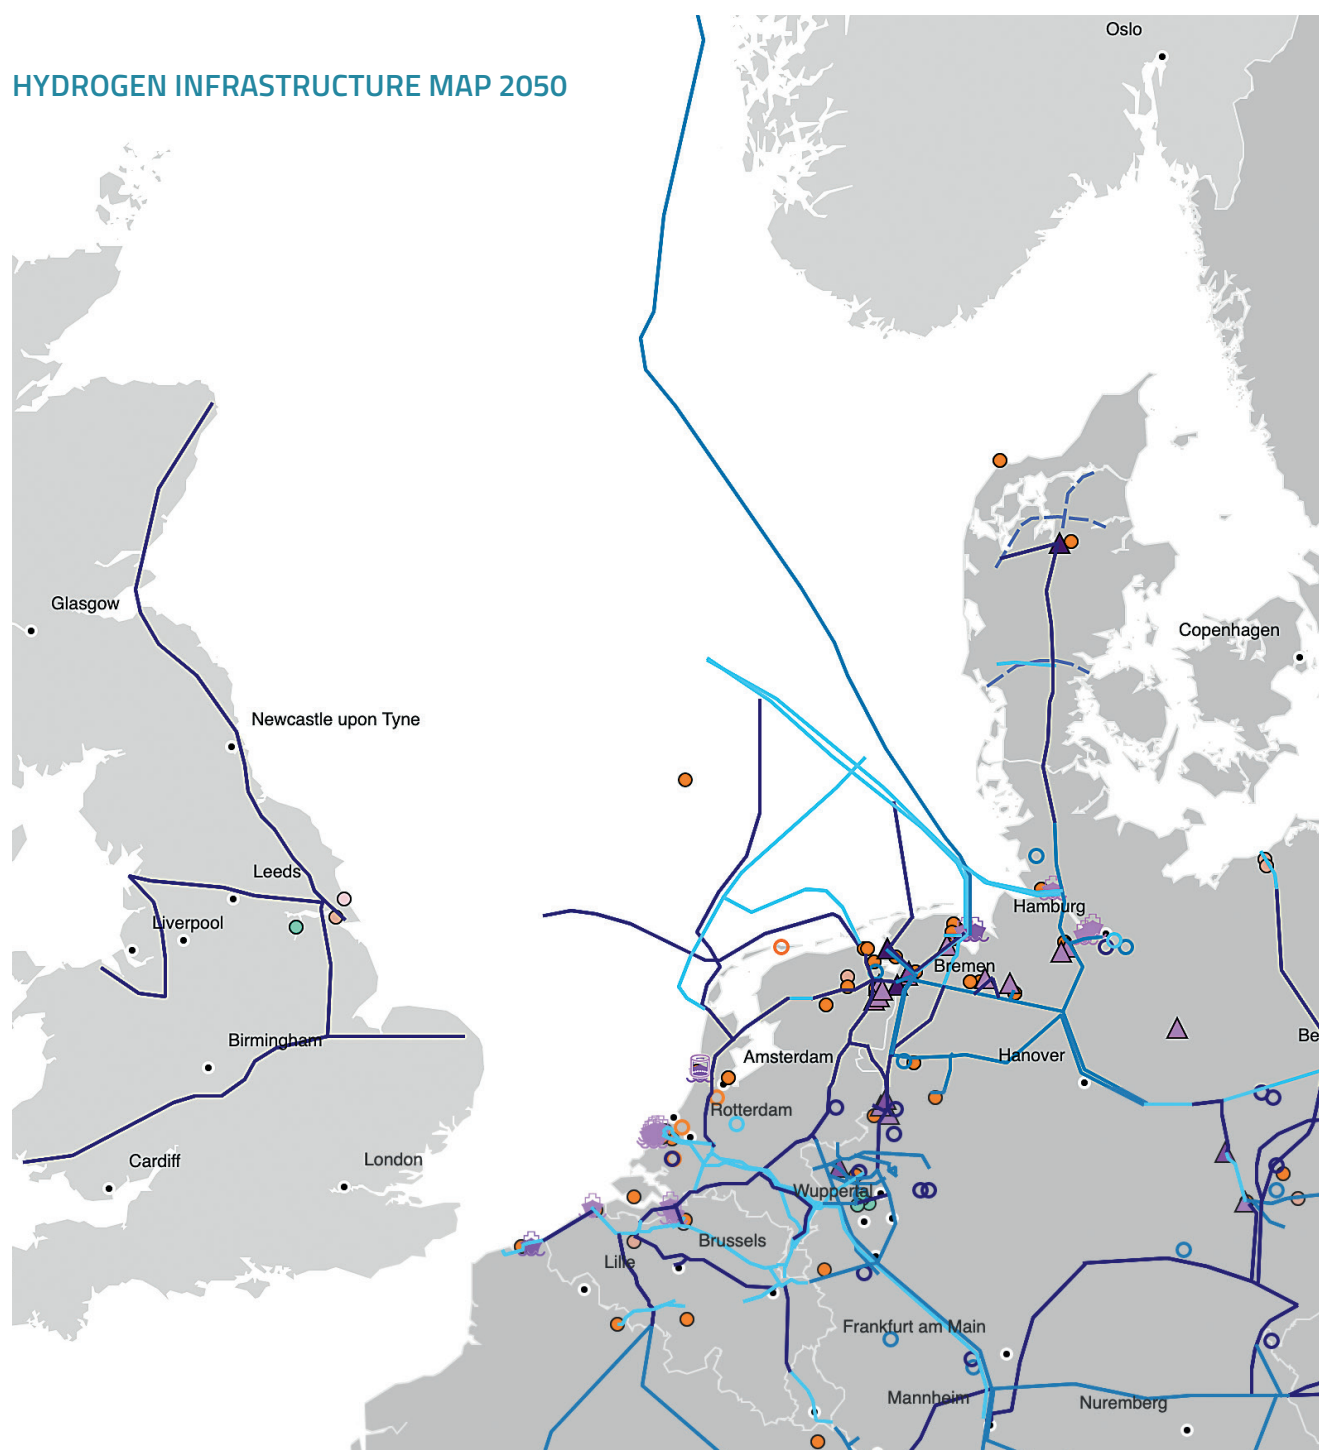 Oslo
HYDROGEN INFRASTRUCTURE MAP 2050
Glasgow
Copenhagen
Newcastle upon Tyne
Leeds
Hamburg
Liverpool
Bremen
Birmingham
Amsterdam
Hanover
Be
Rotterdam
Cardiff
London
Wuppertal
Brussels
Lille
Frankfurt am Main
Mannheim
Nuremberg